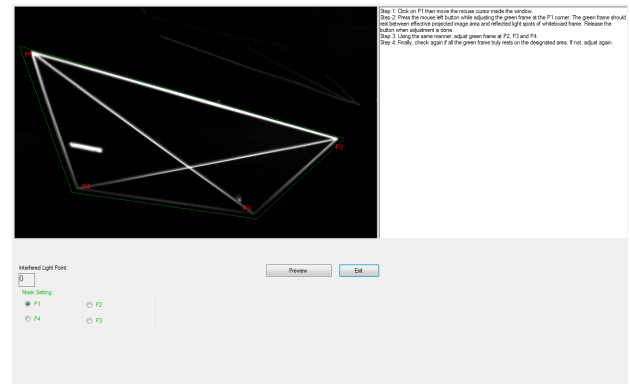 Step 1: Click on P1 then move the mouse cursor inside the window.
Step 2: Press the mouse left button while adjusting the green frame at the P1 corner. The green frame should
rest between effective projected image area and reflected light spots of whiteboard frame. Release the
button when adjustment is done.
Step 3: Using the same manner, adjust green frame at P2, P3 and P4.
Step 4: Finally, check again if all the green frame truly rests on the designated area. If not, adjust again.
P1
P2
P4
P3
Interfered Light Point:
0
Preview
Exit
Mask Setting
P1
P2
P4
P3